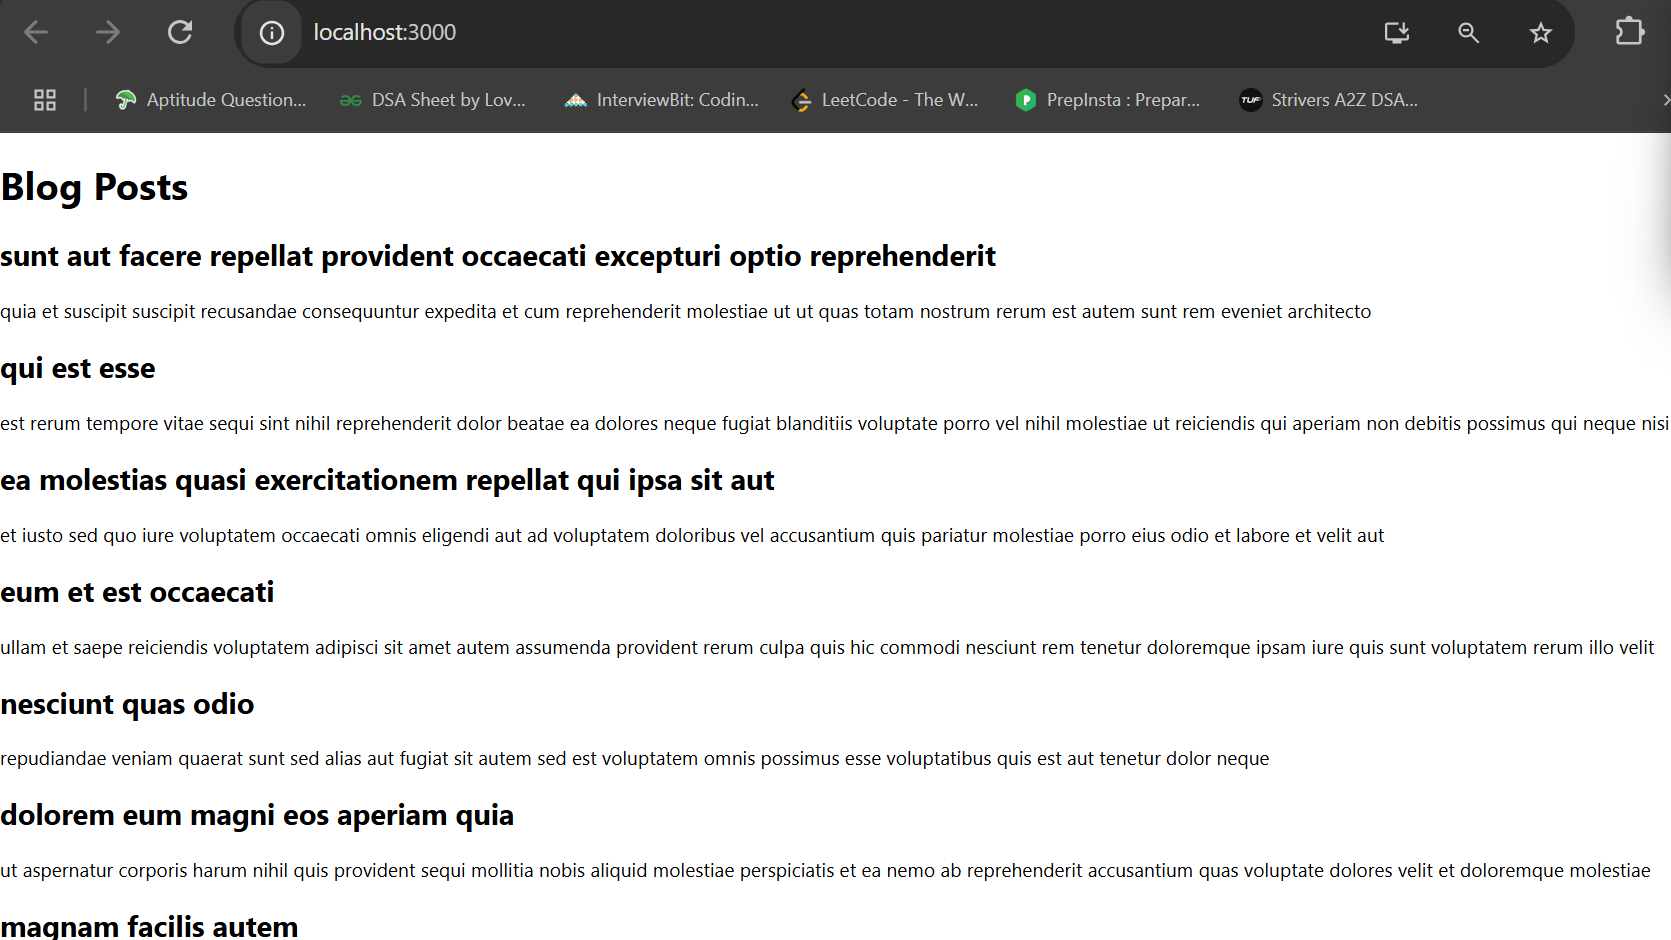 localhost:3000
Aptitude Question... DSA Sheet by Lov... InterviewBit: Codin... LeetCode - The W... PrepInsta : Prepar... TUF Strivers A2Z DSA...
Blog Posts
sunt aut facere repellat provident occaecati excepturi optio reprehenderit
quia et suscipit suscipit recusandae consequuntur expedita et cum reprehenderit molestiae ut ut quas totam nostrum rerum est autem sunt rem eveniet architecto
qui est esse
est rerum tempore vitae sequi sint nihil reprehenderit dolor beatae ea dolores neque fugiat blanditiis voluptate porro vel nihil molestiae ut reiciendis qui aperiam non debitis possimus qui neque nisi
ea molestias quasi exercitationem repellat qui ipsa sit aut
et iusto sed quo iure voluptatem occaecati omnis eligendi aut ad voluptatem doloribus vel accusantium quis pariatur molestiae porro eius odio et labore et velit aut
eum et est occaecati
ullam et saepe reiciendis voluptatem adipisci sit amet autem assumenda provident rerum culpa quis hic commodi nesciunt rem tenetur doloremque ipsam iure quis sunt voluptatem rerum illo velit
nesciunt quas odio
repudiandae veniam quaerat sunt sed alias aut fugiat sit autem sed est voluptatem omnis possimus esse voluptatibus quis est aut tenetur dolor neque
dolorem eum magni eos aperiam quia
ut aspernatur corporis harum nihil quis provident sequi mollitia nobis aliquid molestiae perspiciatis et ea nemo ab reprehenderit accusantium quas voluptate dolores velit et doloremque molestiae
magnam facilis autem